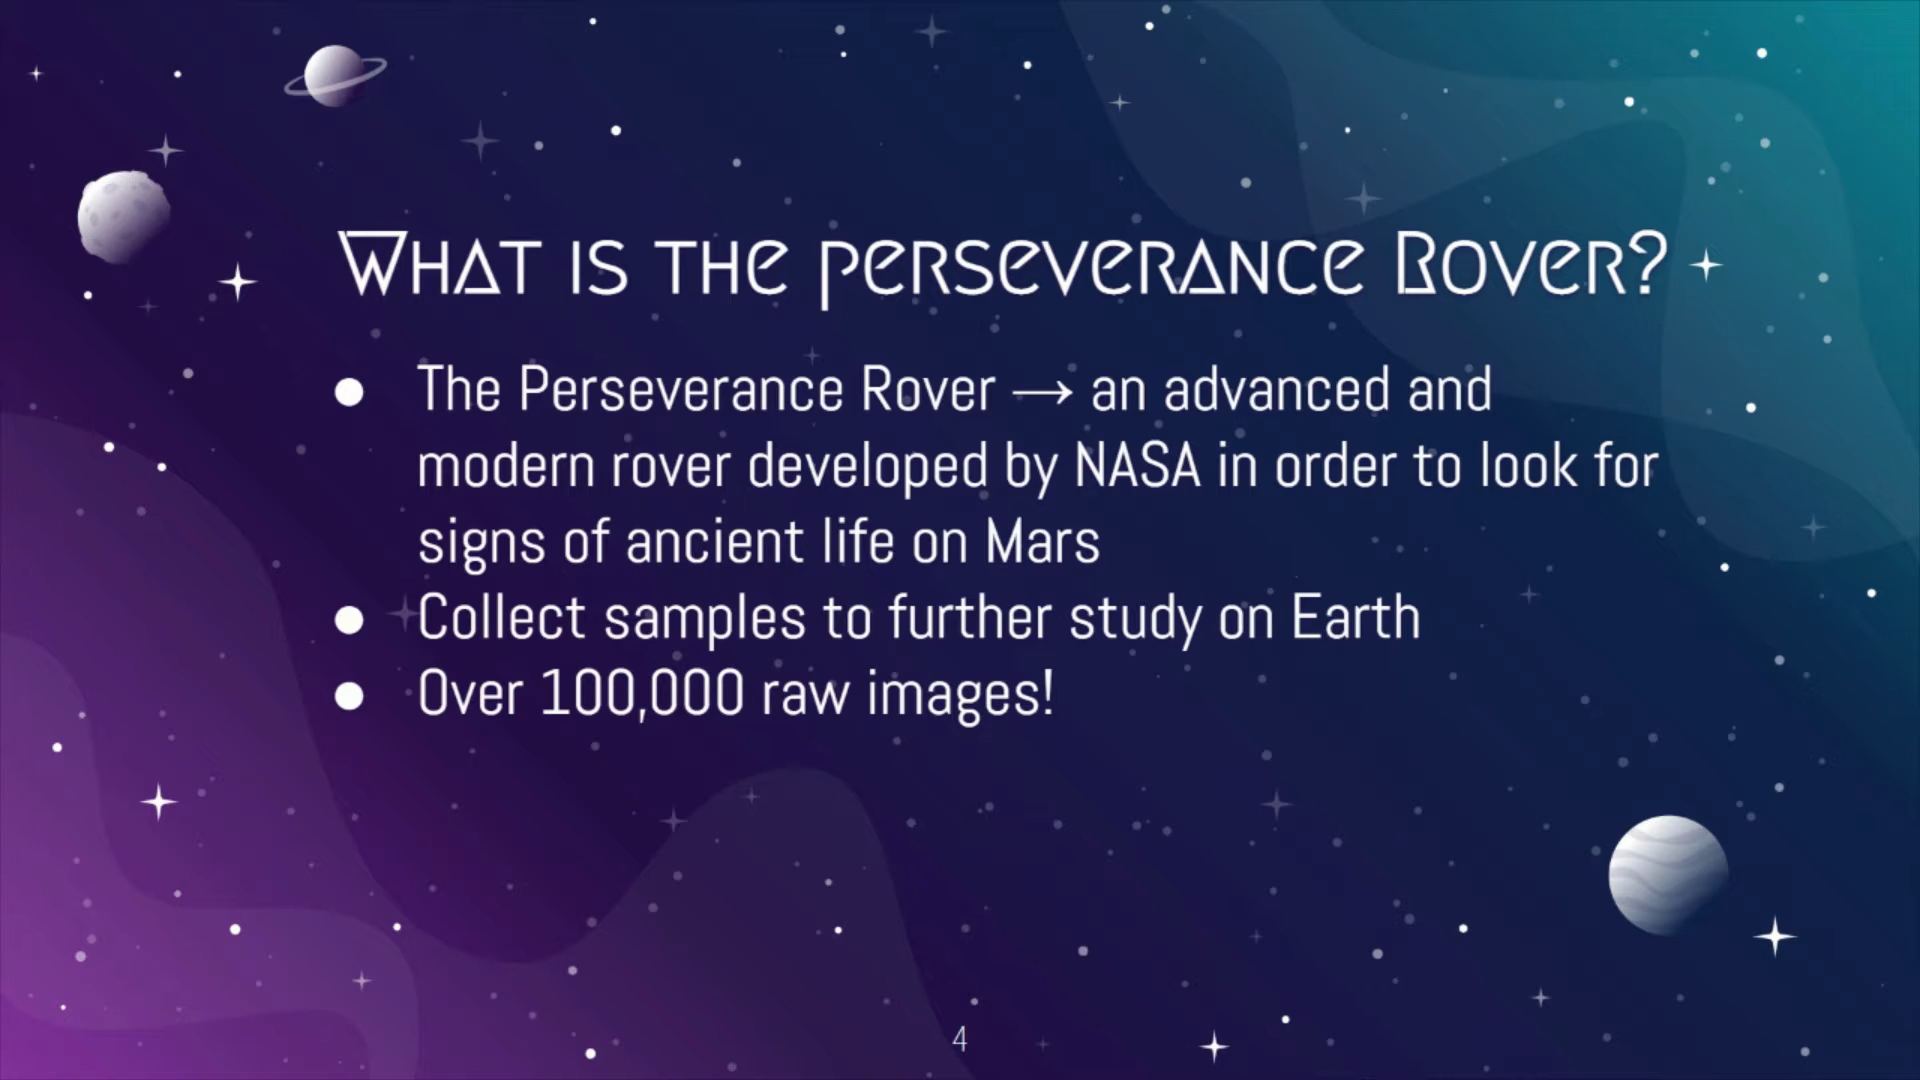 What is the perseverance Rover?
● The Perseverance Rover → an advanced and
modern rover developed by NASA in order to look for
signs of ancient life on Mars
● Collect samples to further study on Earth
● Over 100,000 raw images!
4